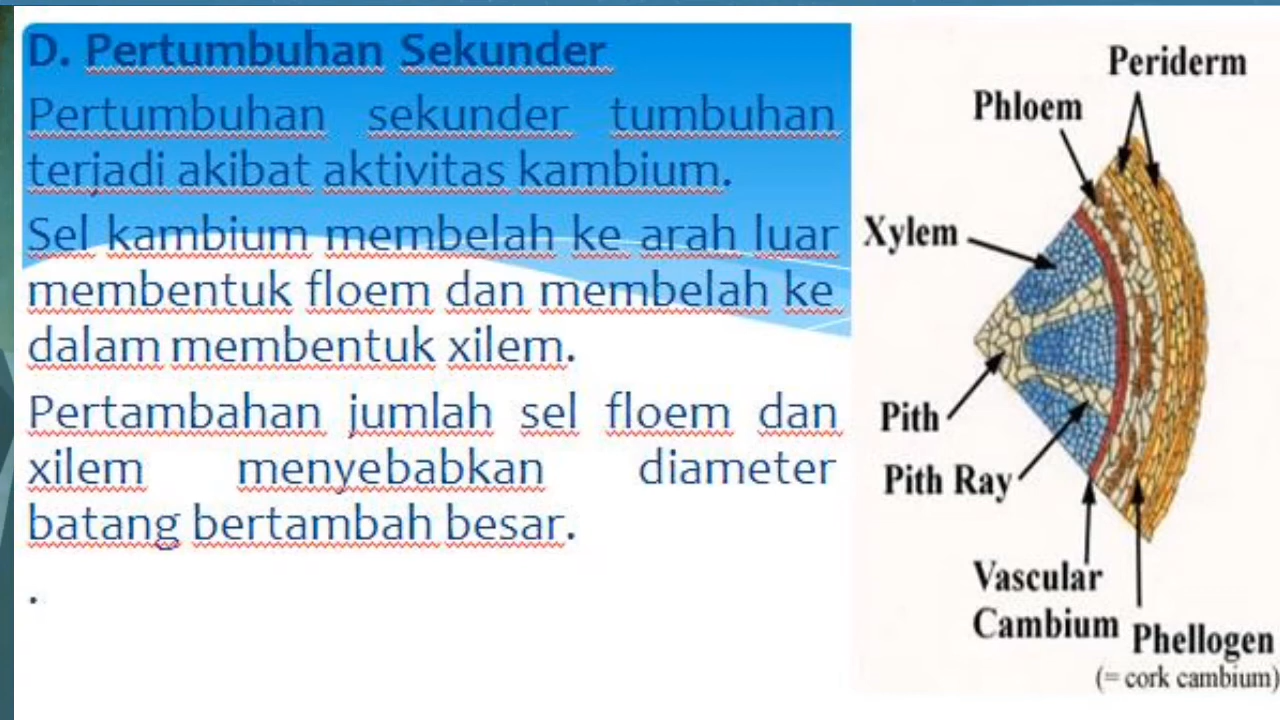 D. Pertumbuhan Sekunder
Pertumbuhan sekunder tumbuhan
terjadi akibat aktivitas kambium.
Sel kambium membelah ke arah luar
membentuk floem dan membelah ke
dalam membentuk xilem.
Pertambahan jumlah sel floem dan
xilem menyebabkan diameter
batang bertambah besar.
.
Periderm
Phloem
Xylem
Pith
Pith Ray
Vascular
Cambium
Phellogen
(= cork cambium)